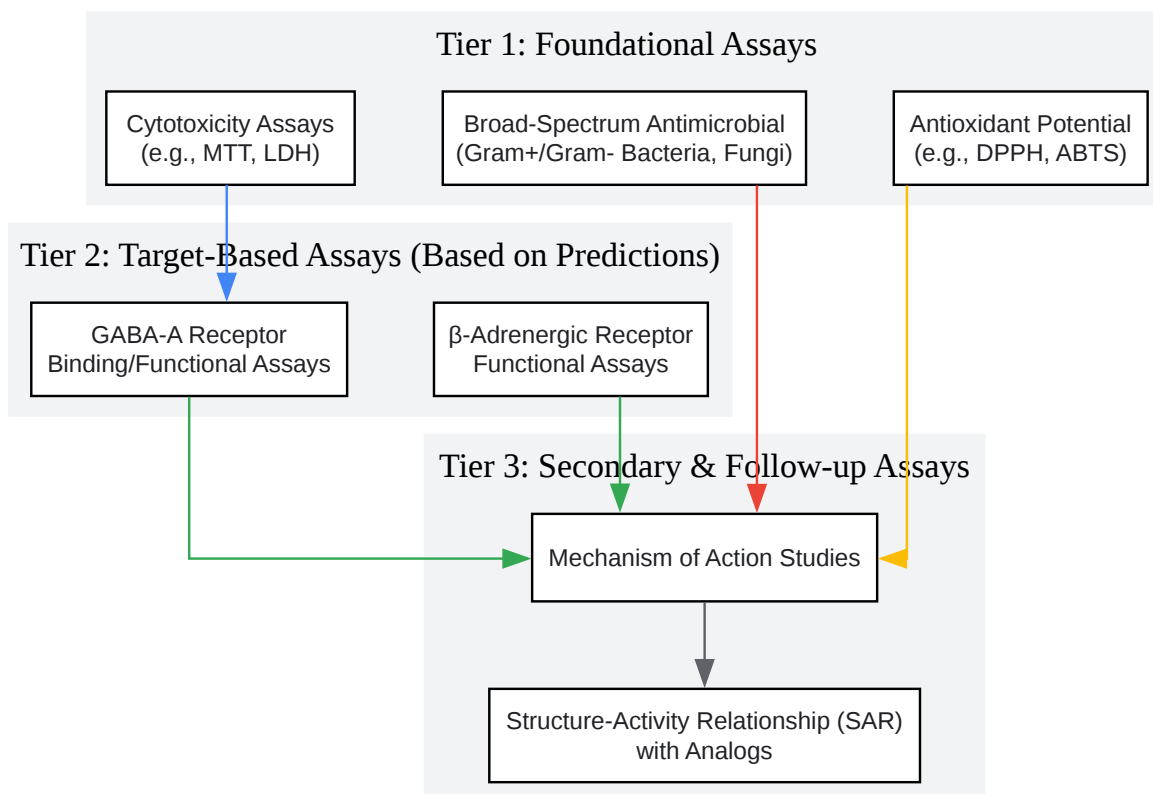 Tier 1: Foundational Assays
Cytotoxicity Assays
(e.g., MTT, LDH)
Broad-Spectrum Antimicrobial
(Gram+/Gram- Bacteria, Fungi)
Antioxidant Potential
(e.g., DPPH, ABTS)
Tier 2: Target-Based Assays (Based on Predictions)
GABA-A Receptor
Binding/Functional Assays
β-Adrenergic Receptor
Functional Assays
Tier 3: Secondary & Follow-up Assays
Mechanism of Action Studies
Structure-Activity Relationship (SAR)
with Analogs